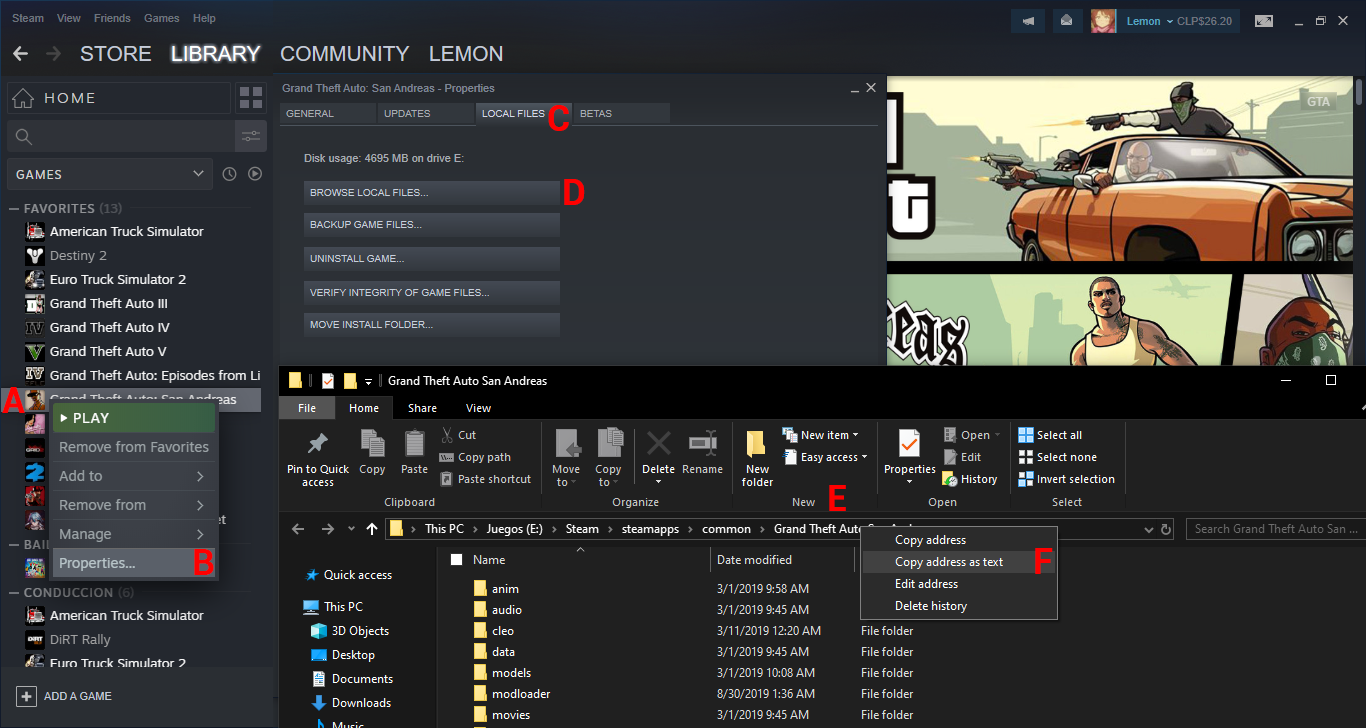 Steam View Friends Games Help
Lemon CLP$26.20
STORE LIBRARY COMMUNITY LEMON
HOME
GAMES
FAVORITES (13)
American Truck Simulator
Destiny 2
Euro Truck Simulator 2
Grand Theft Auto III
Grand Theft Auto IV
Grand Theft Auto V
Grand Theft Auto: Episodes from Li
A
Grand Theft Auto: San Andreas
PLAY
Remove from Favorites
Add to
Remove from
Manage
Properties...
B
et
BAI
CONDUCCION (6)
American Truck Simulator
DiRT Rally
Euro Truck Simulator 2
ADD A GAME
Grand Theft Auto: San Andreas - Properties
GENERAL UPDATES LOCAL FILES C BETAS
Disk usage: 4695 MB on drive E:
BROWSE LOCAL FILES... D
BACKUP GAME FILES...
UNINSTALL GAME...
VERIFY INTEGRITY OF GAME FILES...
MOVE INSTALL FOLDER...
GTA
t
eas
Grand Theft Auto San Andreas
File Home Share View
Pin to Quick access
Copy
Paste
Cut
Copy path
Paste shortcut
Clipboard
Move to
Copy to
Delete
Rename
Organize
New folder
New item
Easy access
New
E
Properties
Open
Edit
History
Open
Select all
Select none
Invert selection
Select
This PC Juegos (E:) Steam steamapps common Grand Theft Auto San Andreas
Search Grand Theft Auto San ...
Copy address
Copy address as text F
Edit address
Delete history
Quick access
This PC
3D Objects
Desktop
Documents
Downloads
Music
Name Date modified
anim 3/1/2019 9:58 AM
audio 3/1/2019 9:45 AM
cleo 3/11/2019 12:20 AM File folder
data 3/1/2019 9:45 AM File folder
models 3/1/2019 10:08 AM File folder
modloader 8/30/2019 1:36 AM File folder
movies 3/1/2019 9:45 AM File folder